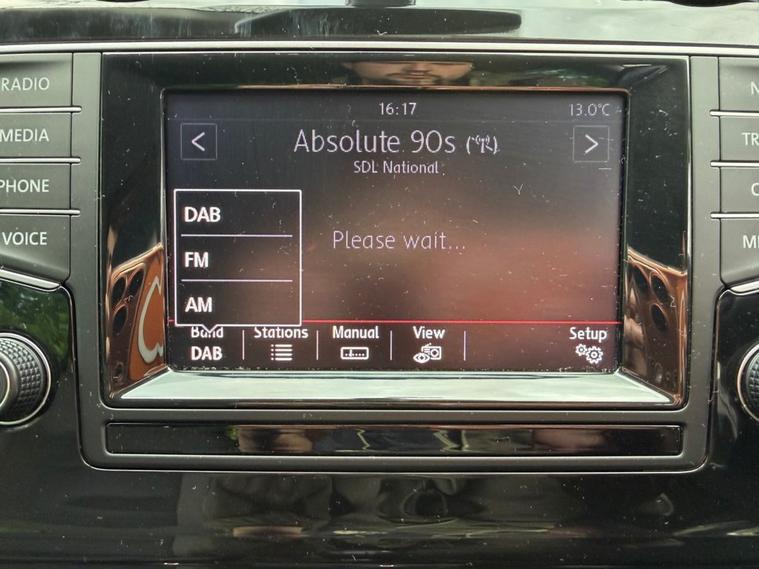 RADIO
MEDIA
PHONE
VOICE
16:17
13.0°C
<
Absolute 90s
>
SDL National
Please wait...
DAB
FM
AM
Band
DAB
Stations
Manual
View
Setup
N
TR
C